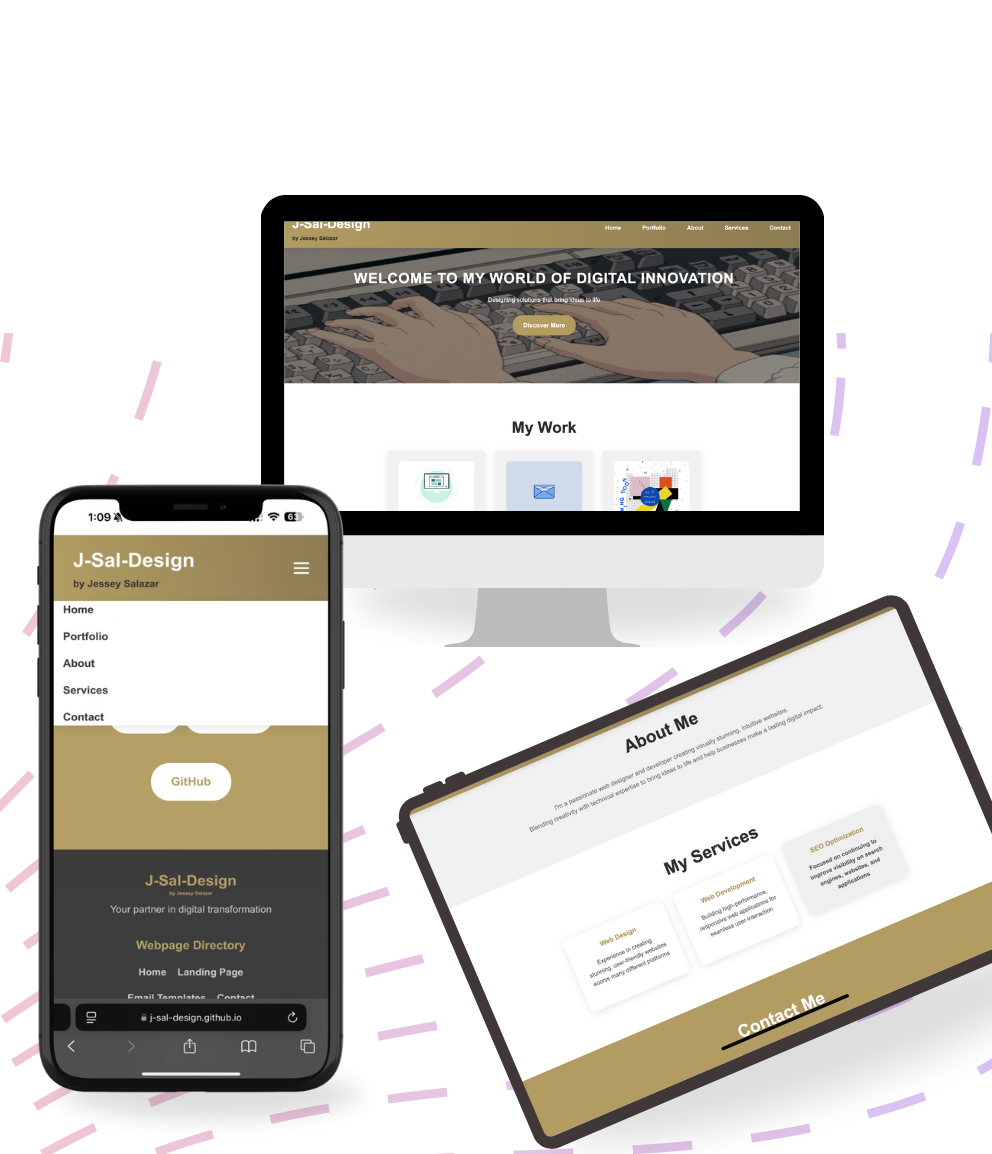 J-Sal-Design
by Jessey Salazar
Home Portfolio About Services Contact
WELCOME TO MY WORLD OF DIGITAL INNOVATION
Designing solutions that bring ideas to life
Discover More
My Work
1:09
63
J-Sal-Design
by Jessey Salazar
Home
Portfolio
About
Services
Contact
GitHub
J-Sal-Design
by Jessey Salazar
Your partner in digital transformation
Webpage Directory
Home Landing Page
Email Templates Contact
j-sal-design.github.io
About Me
I'm a passionate web designer and developer creating visually stunning, intuitive websites.
Blending creativity with technical expertise to bring ideas to life and help businesses make a lasting digital impact.
My Services
Web Design
Experience in creating
stunning, user-friendly websites
across many different platforms
Web Development
Building high-performance,
responsive web applications for
seamless user-interaction
SEO Optimization
Focused on continuing to
improve visibility on search
engines, websites, and
applications
Contact Me